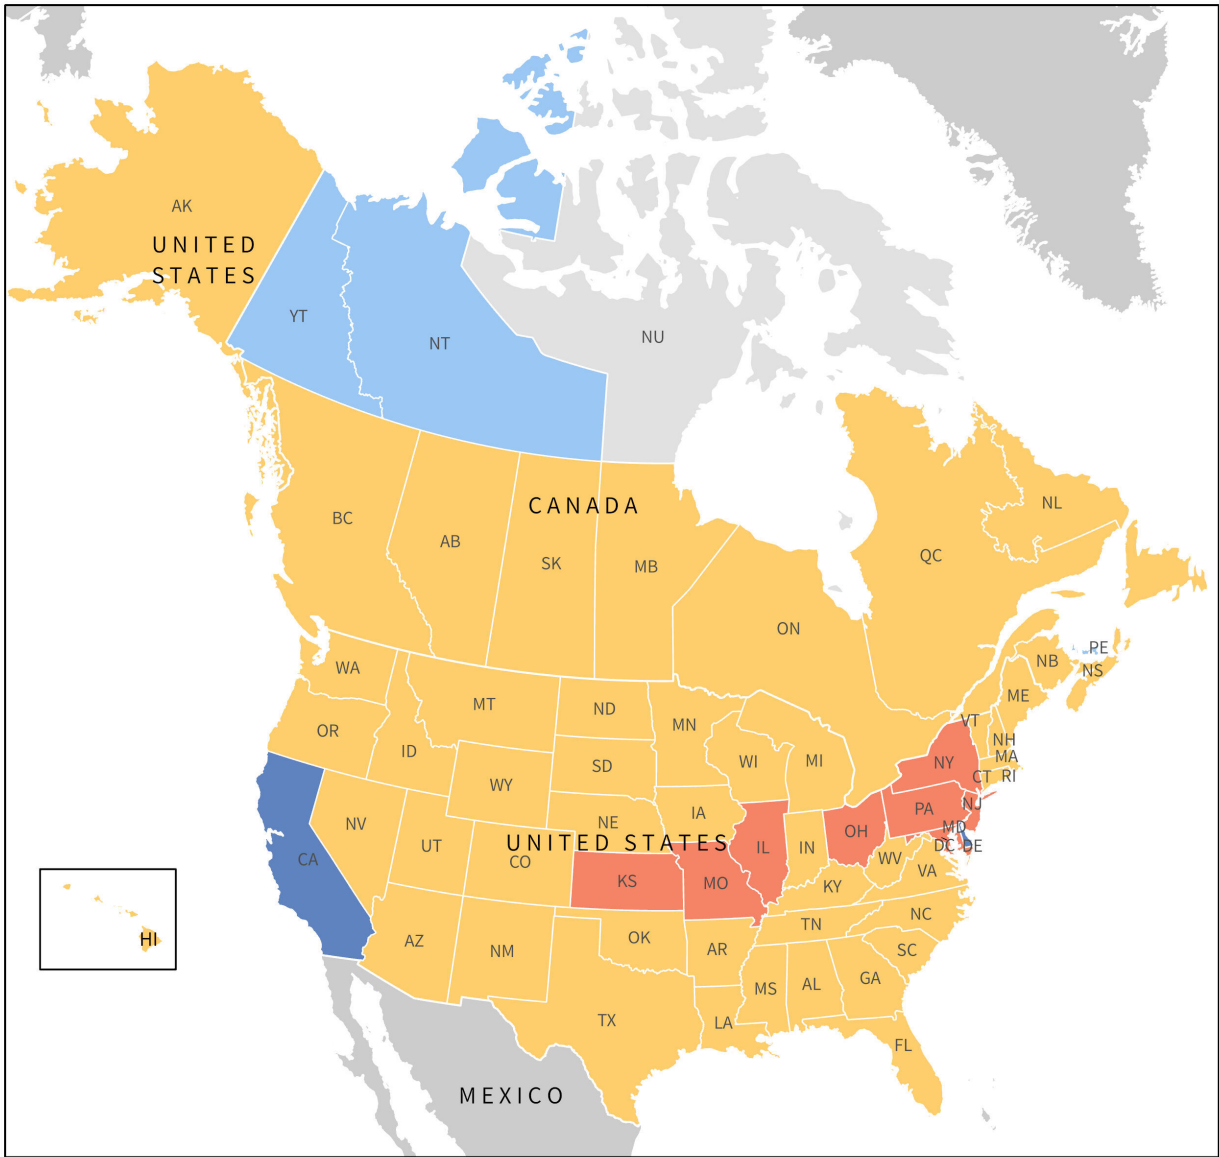 AK
UNITED
STATES
YT
NT
NU
CANADA
BC
AB
SK
MB
ON
QC
NL
PE
NB
NS
WA
MT
ND
MN
ME
VT
NH
MA
OR
ID
WY
SD
WI
MI
NY
CT RI
NV
UT
CO
NE
IA
UNITED STATES
IL
IN
OH
PA
NJ
MD
DC DE
CA
KS
MO
KY
WV
VA
HI
AZ
NM
OK
AR
TN
NC
SC
TX
LA
MS
AL
GA
FL
MEXICO